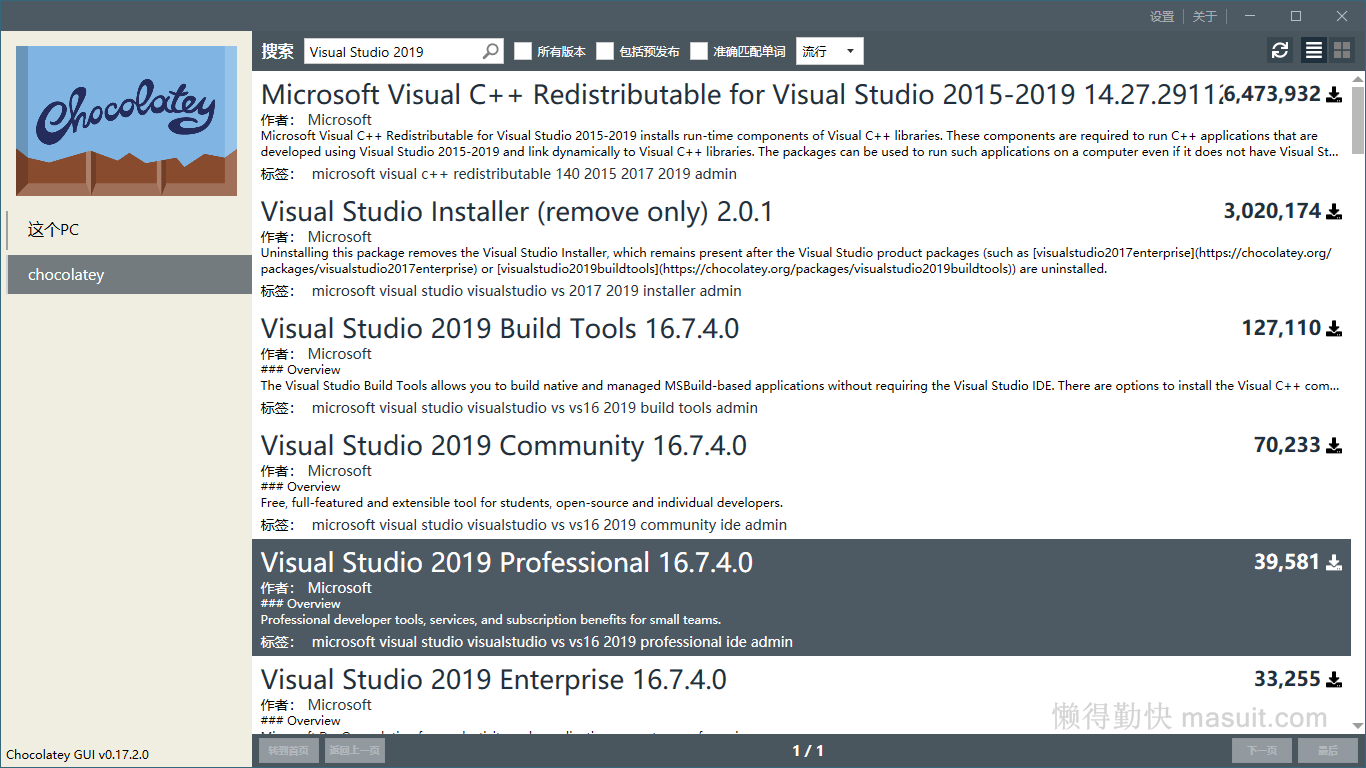 设置 关于
Chocolatey
搜索 Visual Studio 2019 所有版本 包括预发布 准确匹配单词 流行
这个PC
chocolatey
Microsoft Visual C++ Redistributable for Visual Studio 2015-2019 14.27.2911 6,473,932
作者： Microsoft
Microsoft Visual C++ Redistributable for Visual Studio 2015-2019 installs run-time components of Visual C++ libraries. These components are required to run C++ applications that are
developed using Visual Studio 2015-2019 and link dynamically to Visual C++ libraries. The packages can be used to run such applications on a computer even if it does not have Visual St...
标签： microsoft visual c++ redistributable 140 2015 2017 2019 admin
Visual Studio Installer (remove only) 2.0.1 3,020,174
作者： Microsoft
Uninstalling this package removes the Visual Studio Installer, which remains present after the Visual Studio product packages (such as [visualstudio2017enterprise](https://chocolatey.org/
packages/visualstudio2017enterprise) or [visualstudio2019buildtools](https://chocolatey.org/packages/visualstudio2019buildtools)) are uninstalled.
标签： microsoft visual studio visualstudio vs 2017 2019 installer admin
Visual Studio 2019 Build Tools 16.7.4.0 127,110
作者： Microsoft
### Overview
The Visual Studio Build Tools allows you to build native and managed MSBuild-based applications without requiring the Visual Studio IDE. There are options to install the Visual C++ com...
标签： microsoft visual studio visualstudio vs vs16 2019 build tools admin
Visual Studio 2019 Community 16.7.4.0 70,233
作者： Microsoft
### Overview
Free, full-featured and extensible tool for students, open-source and individual developers.
标签： microsoft visual studio visualstudio vs vs16 2019 community ide admin
Visual Studio 2019 Professional 16.7.4.0 39,581
作者： Microsoft
### Overview
Professional developer tools, services, and subscription benefits for small teams.
标签： microsoft visual studio visualstudio vs vs16 2019 professional ide admin
Visual Studio 2019 Enterprise 16.7.4.0 33,255
作者： Microsoft
### Overview
懒得勤快 masuit.com
Chocolatey GUI v0.17.2.0
转到首页 返回上一页 1 / 1 下一页 最后